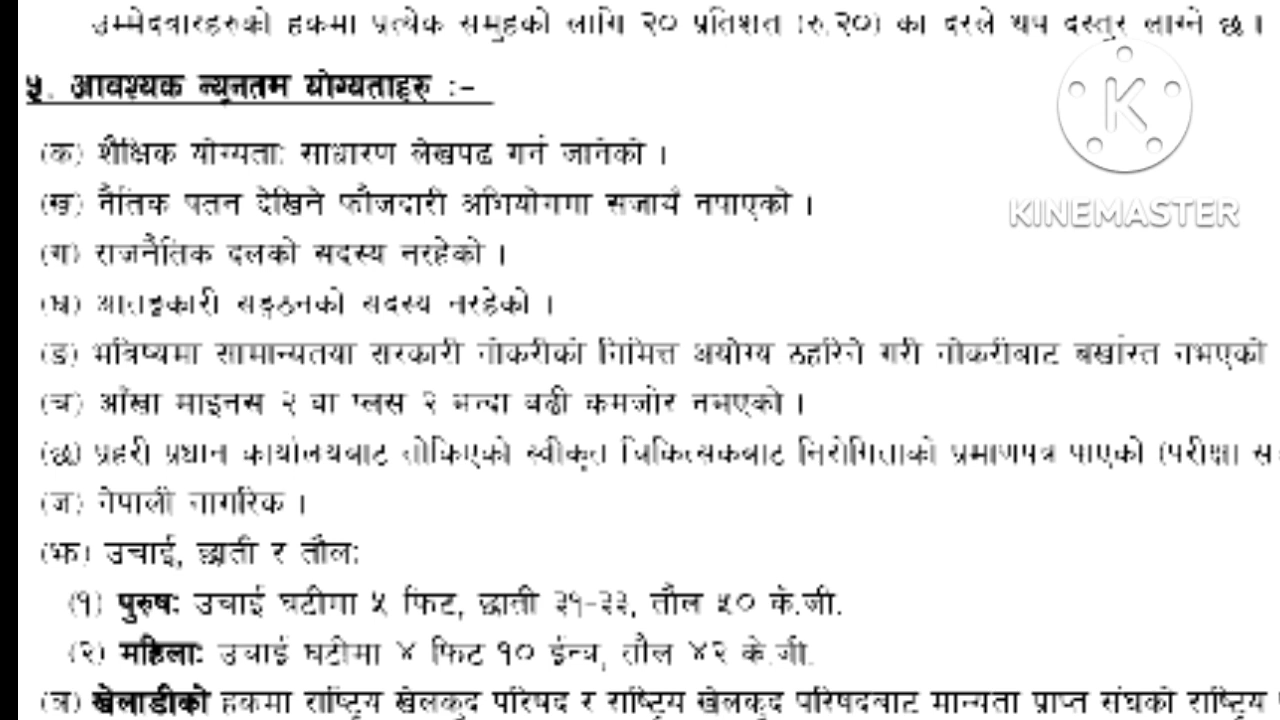 उम्मेदवारहरुको हकमा प्रत्येक समुहको लागि २० प्रतिशत (रु.२०) का दरले थप दस्तुर लाग्ने छ ।
५. आवश्यक न्युनतम योग्यताहरु :-
(क) शैक्षिक योग्यता: साधारण लेखपढ गर्न जानेको ।
(ख) नैतिक पतन देखिने फौजदारी अभियोगमा सजायँ नपाएको ।
(ग) राजनैतिक दलको सदस्य नरहेको ।
(घ) आतङ्ककारी सङ्गठनको सदस्य नरहेको ।
(ङ) भविष्यमा सामान्यतया सरकारी नोकरीको निमित्त अयोग्य ठहरिने गरी नोकरीबाट बर्खास्त नभएको
(च) आँखा माइनस २ वा प्लस २ भन्दा बढी कमजोर नभएको ।
(छ) प्रहरी प्रधान कार्यालयबाट तोकिएको स्वीकृत चिकित्सकबाट निरोगिताको प्रमाणपत्र पाएको (परीक्षा
(ज) नेपाली नागरिक ।
(झ) उचाई, छाती र तौल:
(१) पुरुष: उचाई घटीमा ५ फिट, छाती ३१-३३, तौल ५० के.जी.
(२) महिला: उचाई घटीमा ४ फिट १० ईन्च, तौल ४२ के.जी.
(ञ) खेलाडीको हकमा राष्ट्रिय खेलकुद परिषद र राष्ट्रिय खेलकुद परिषदबाट मान्यता प्राप्त संघको राष्ट्रिय
K
KINEMASTER